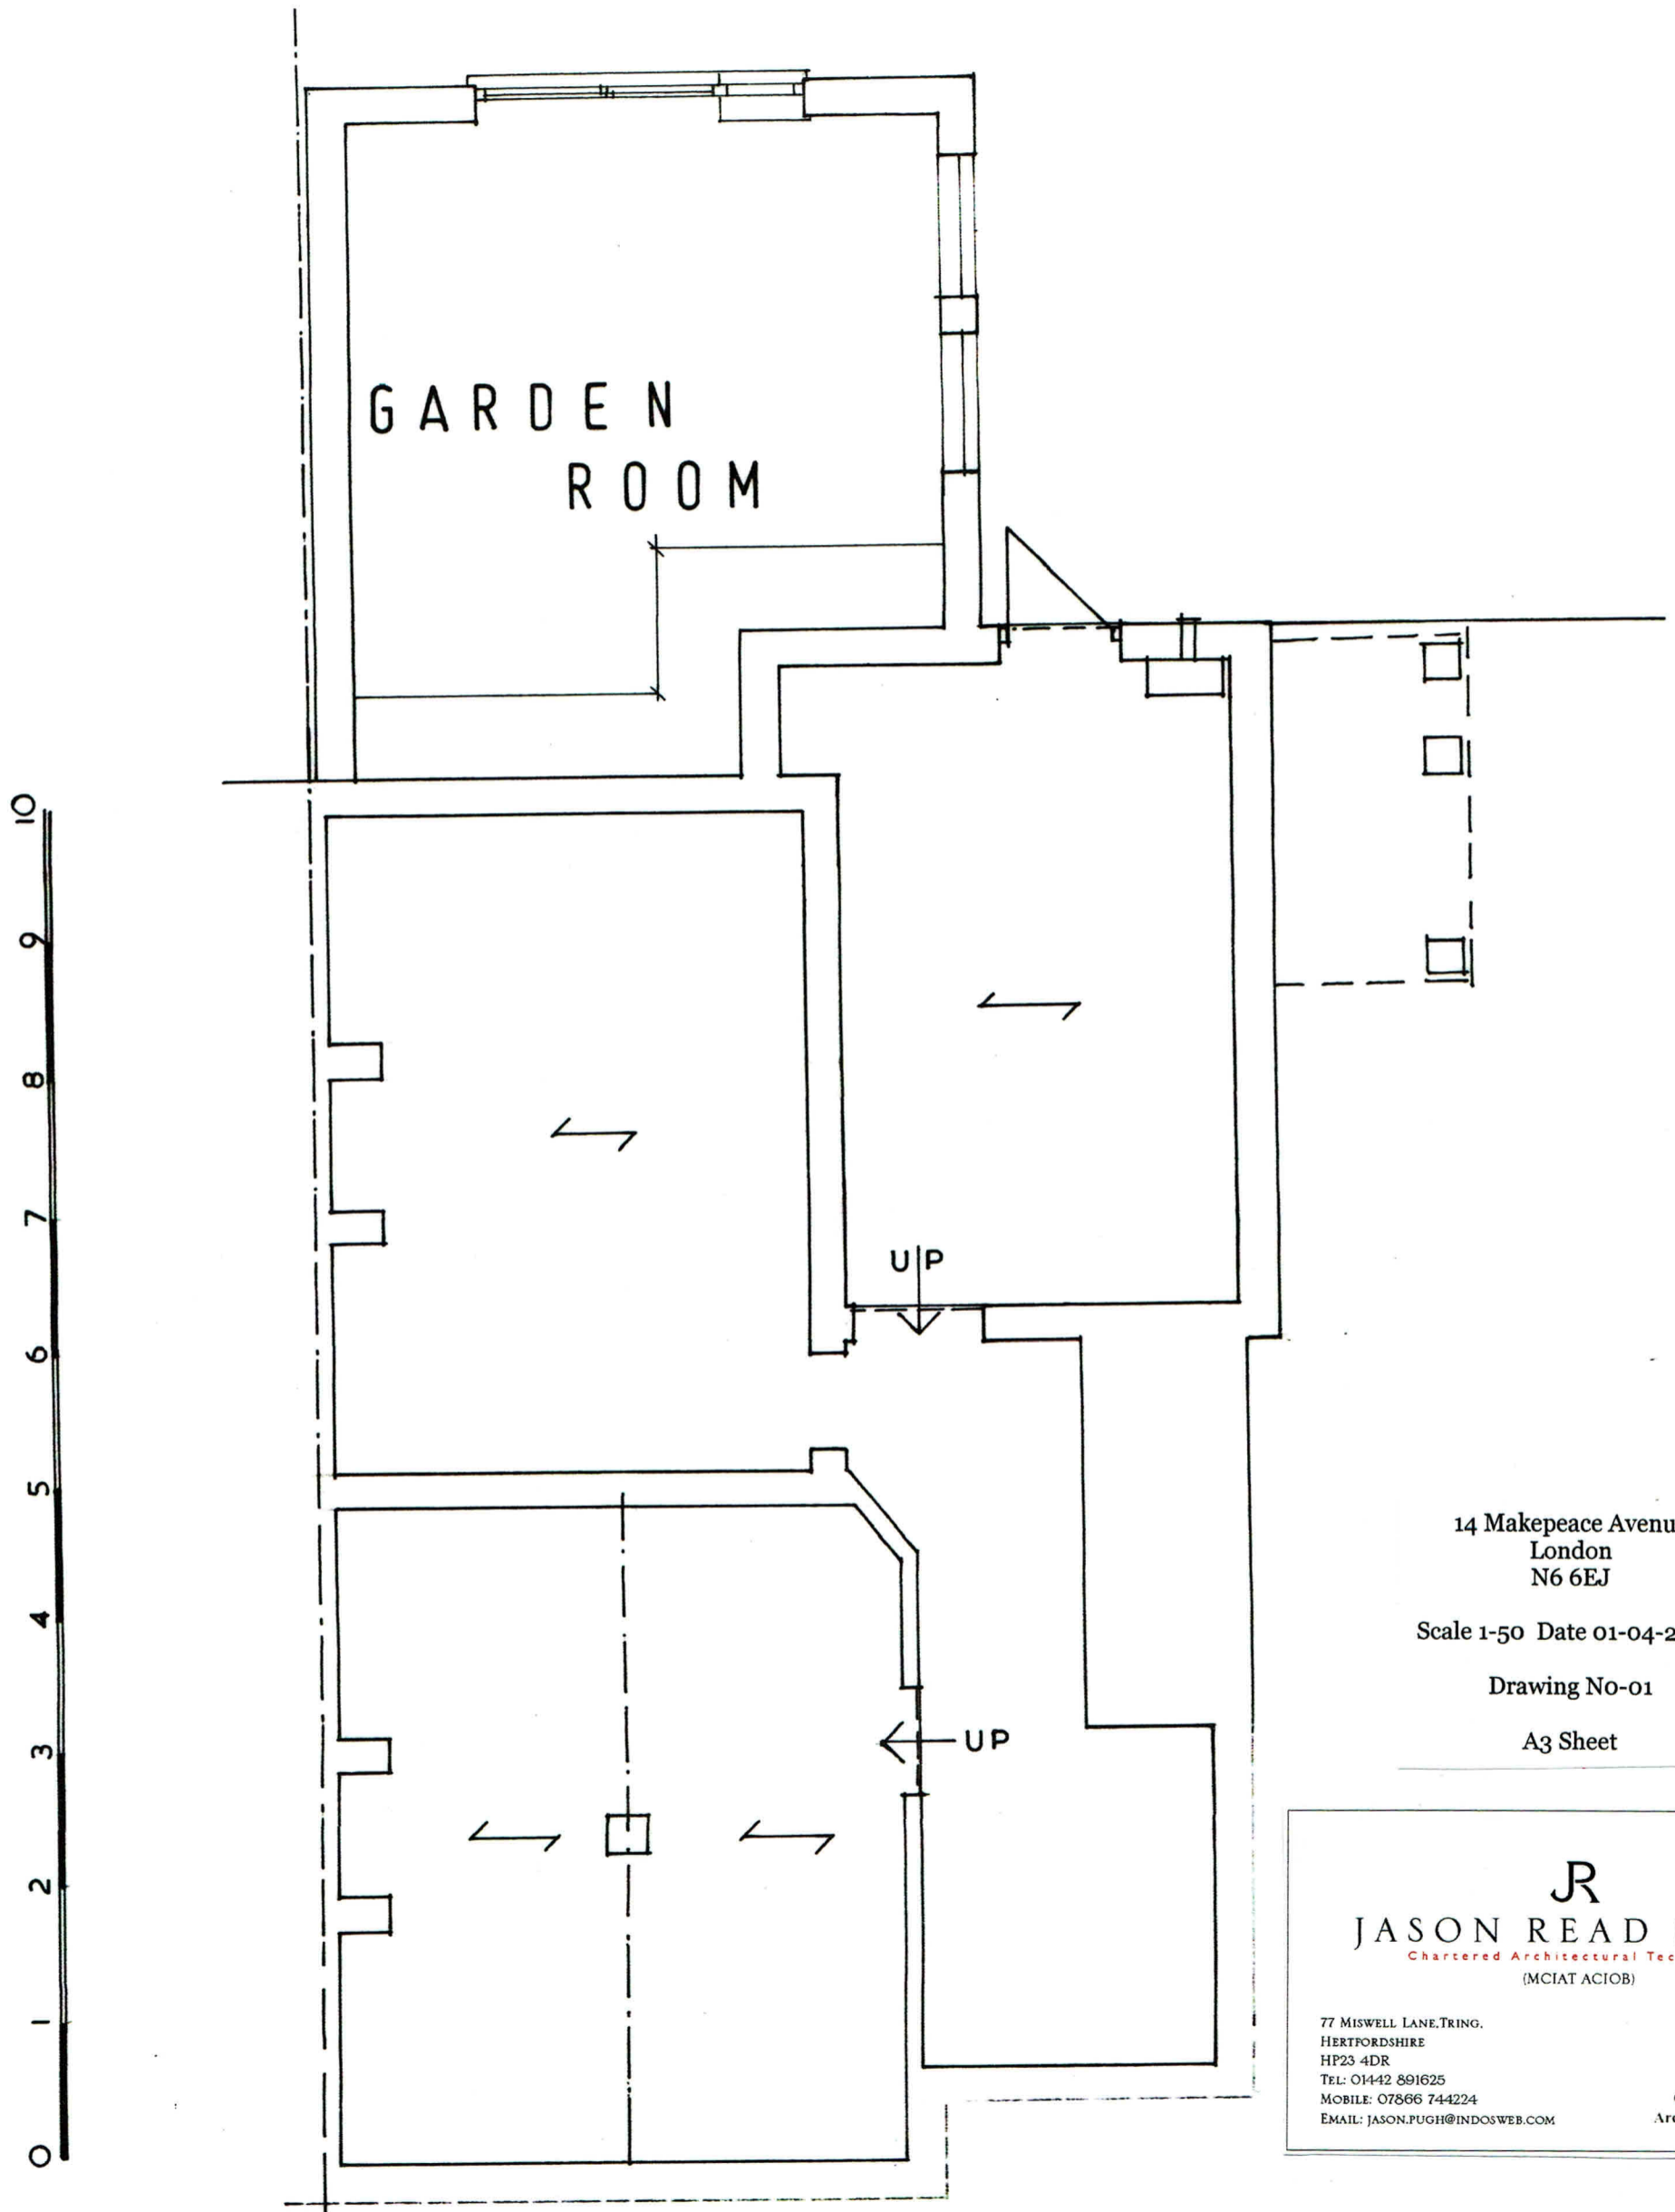 GARDEN
ROOM
10
9
8
7
6
5
4
3
2
1
0
UP
UP
14 Makepeace Avenu
London
N6 6EJ
Scale 1-50 Date 01-04-2
Drawing No-01
A3 Sheet
JR
JASON READ
Chartered Architectural Tec
(MCIAT ACIOB)
77 MISWELL LANE,TRING,
HERTFORDSHIRE
HP23 4DR
TEL: 01442 891625
MOBILE: 07866 744224
EMAIL: JASON.PUGH@INDOSWEB.COM